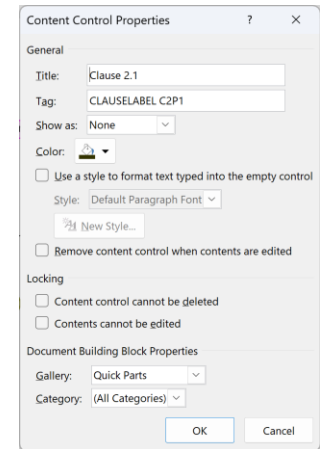 Content Control Properties ? ×
General
Title: Clause 2.1
Tag: CLAUSELABEL C2P1
Show as: None
Color:
Use a style to format text typed into the empty control
Style: Default Paragraph Font
New Style...
Remove content control when contents are edited
Locking
Content control cannot be deleted
Contents cannot be edited
Document Building Block Properties
Gallery: Quick Parts
Category: (All Categories)
OK Cancel